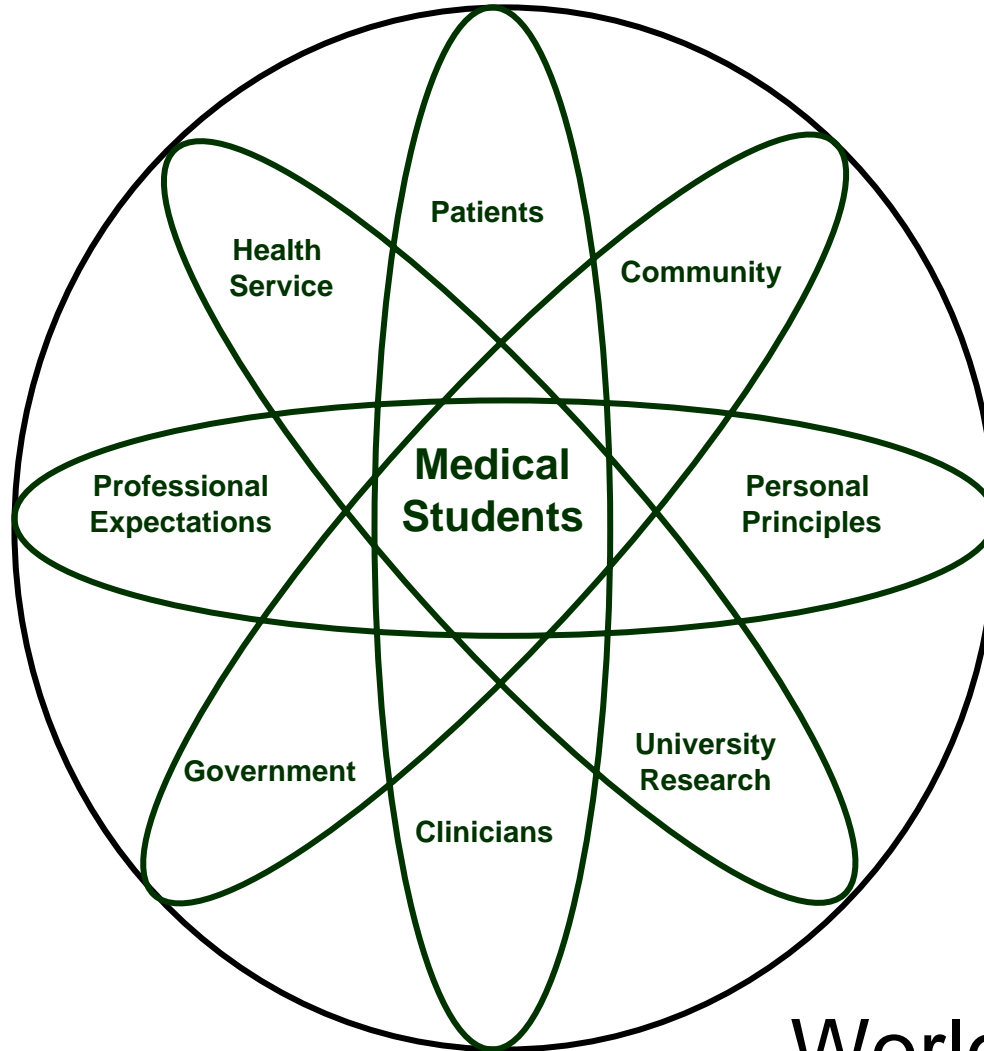 Patients
Health
Service
Community
Medical
Students
Professional
Expectations
Personal
Principles
University
Research
Government
Clinicians